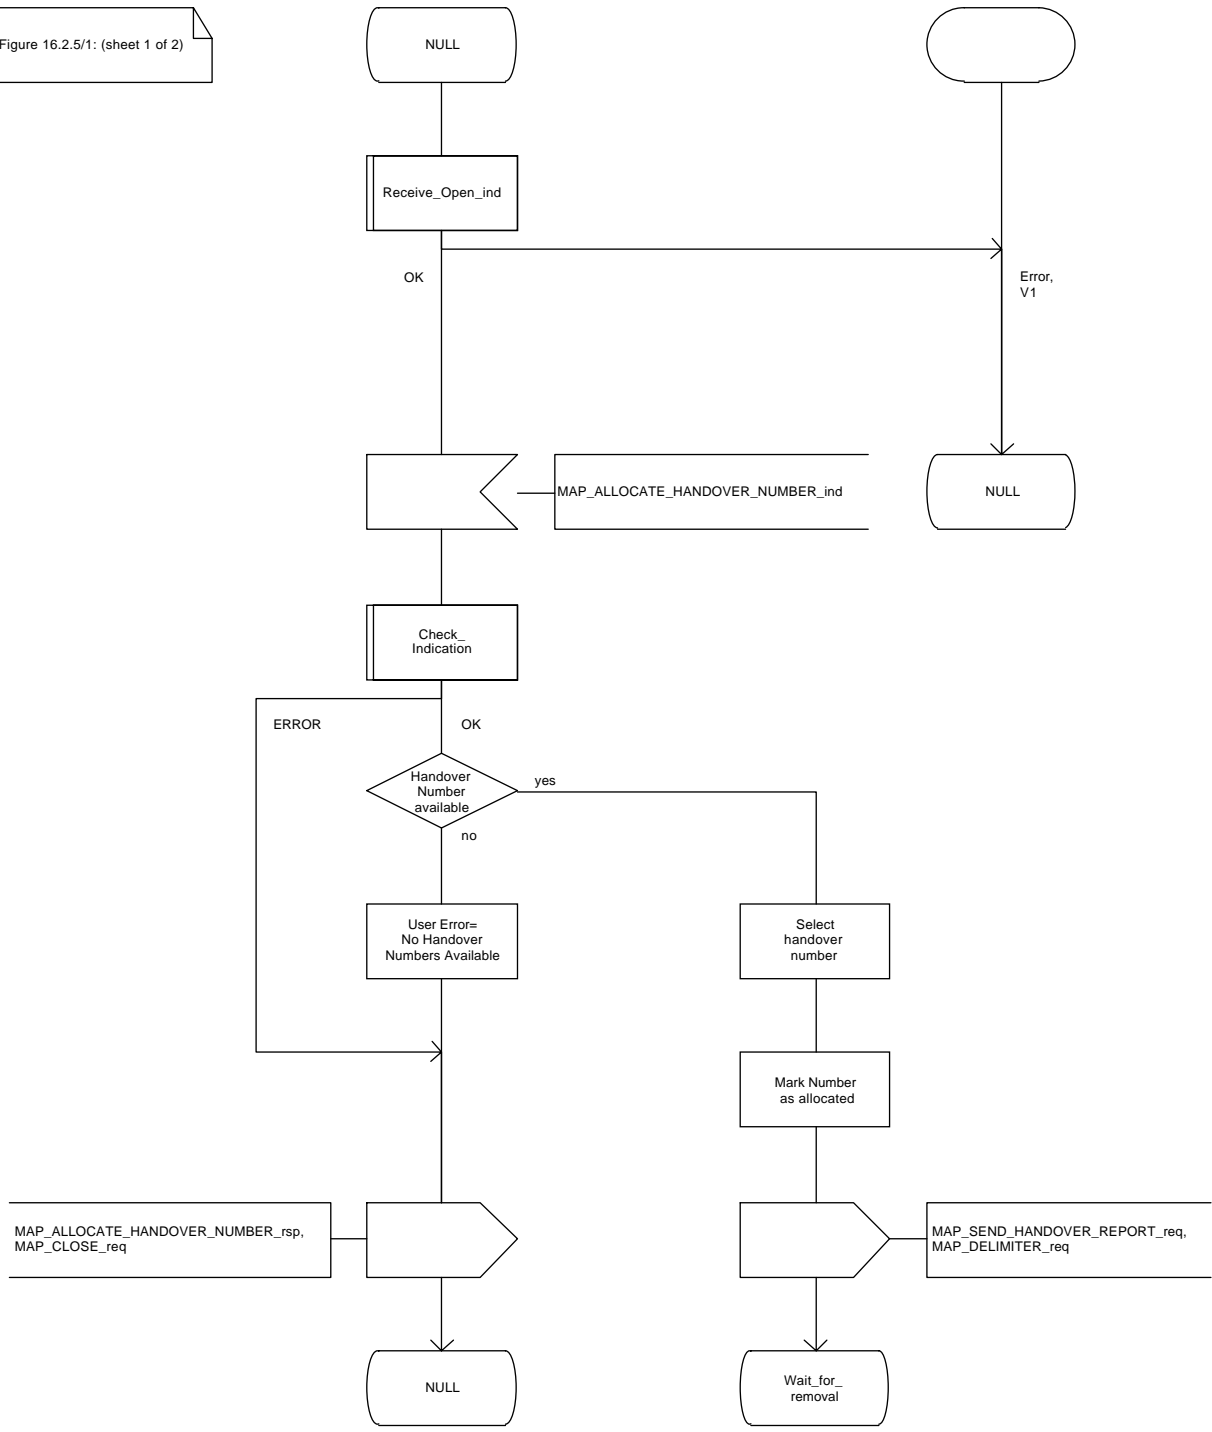 Figure 16.2.5/1: (sheet 1 of 2)
NULL
Receive_Open_ind
OK
Error,
V1
MAP_ALLOCATE_HANDOVER_NUMBER_ind
NULL
Check_
Indication
ERROR
OK
Handover
Number
available
yes
no
User Error=
No Handover
Numbers Available
Select
handover
number
Mark Number
as allocated
MAP_ALLOCATE_HANDOVER_NUMBER_rsp,
MAP_CLOSE_req
MAP_SEND_HANDOVER_REPORT_req,
MAP_DELIMITER_req
NULL
Wait_for_
removal